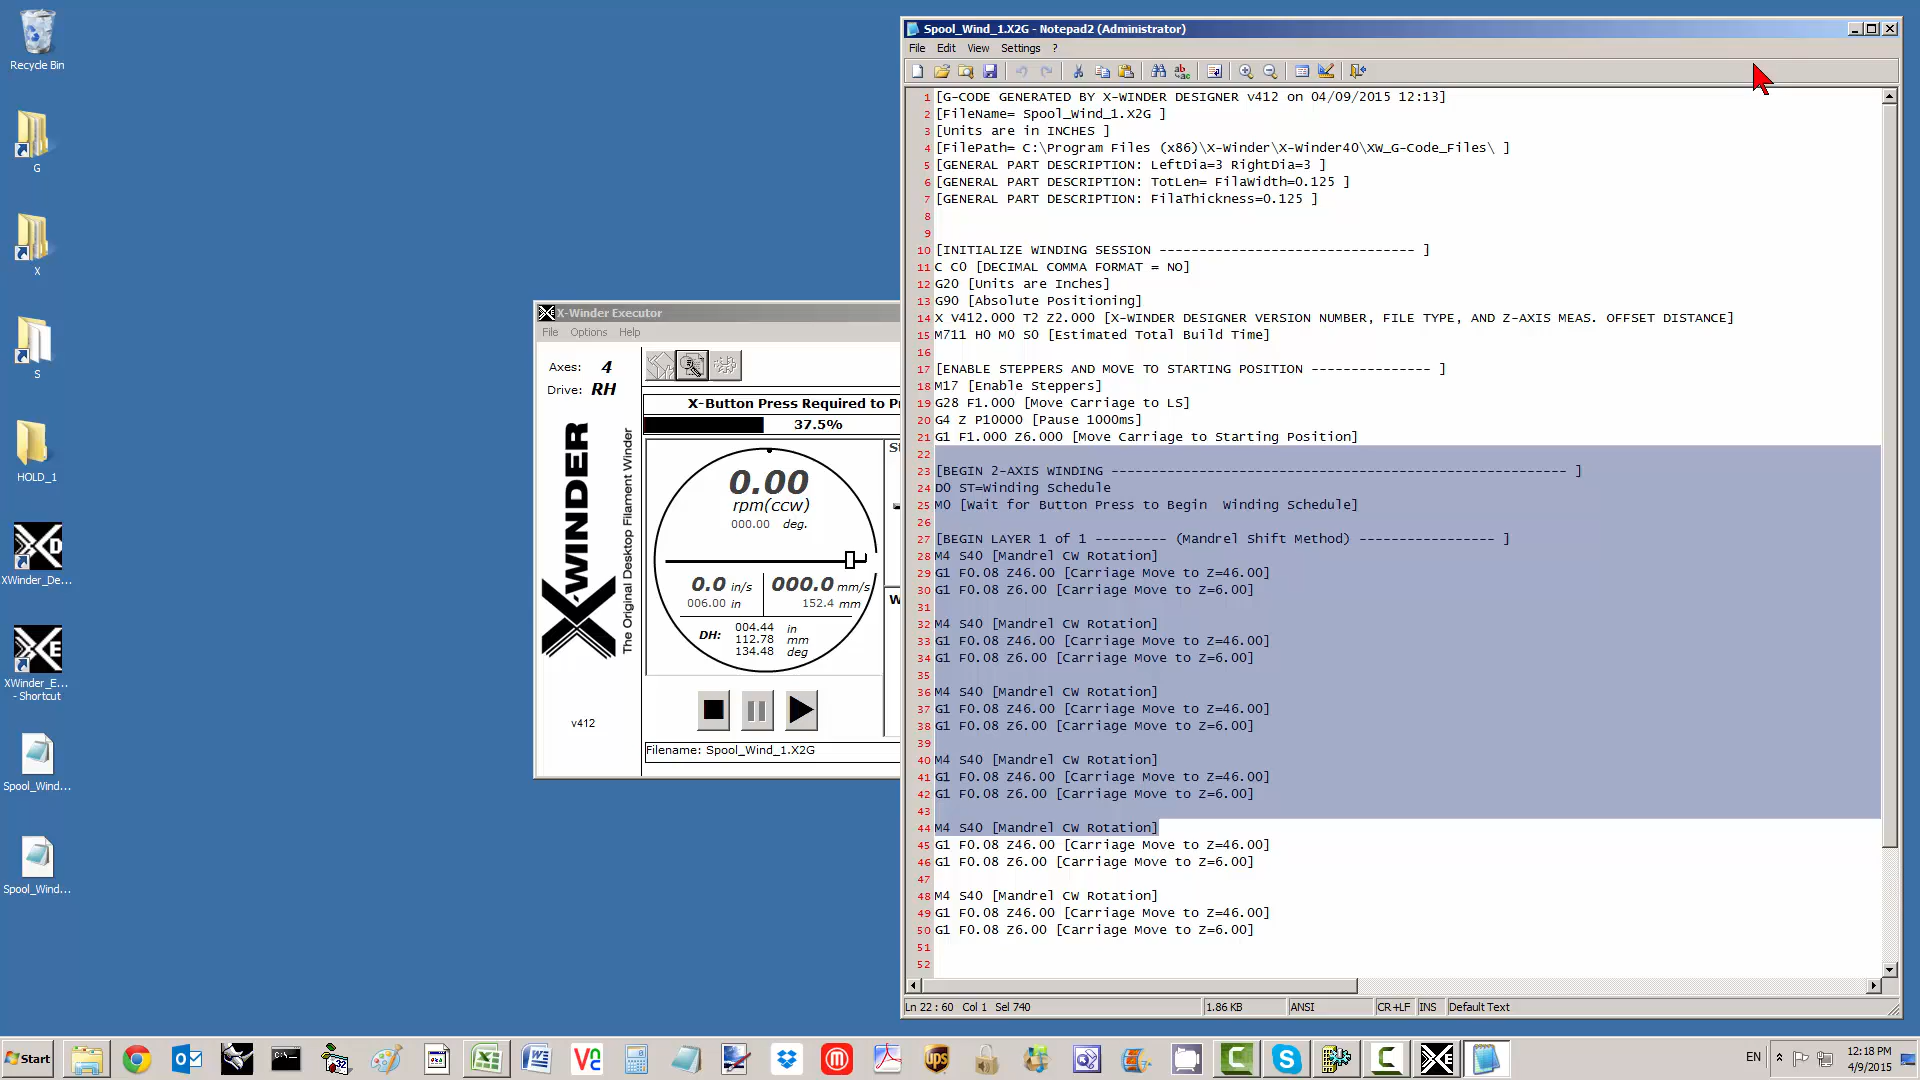 Recycle Bin
G
X
S
HOLD_1
XWinder_De...
XWinder_E...
- Shortcut
Spool_Wind...
Spool_Wind...
X-Winder Executor
File Options Help
Axes: 4
Drive: RH
X-WINDER
The Original Desktop Filament Winder
v412
X-Button Press Required to P
37.5%
0.00
rpm(ccw)
000.00 deg.
0.0 in/s 000.0 mm/s
006.00 in 152.4 mm
DH: 004.44 in
112.78 mm
134.48 deg
Filename: Spool_Wind_1.X2G
Spool_Wind_1.X2G - Notepad2 (Administrator)
File Edit View Settings ?
1 [G-CODE GENERATED BY X-WINDER DESIGNER v412 on 04/09/2015 12:13]
2 [FileName= Spool_Wind_1.X2G ]
3 [Units are in INCHES ]
4 [FilePath= C:\Program Files (x86)\X-Winder\X-Winder40\XW_G-Code_Files\ ]
5 [GENERAL PART DESCRIPTION: LeftDia=3 RightDia=3 ]
6 [GENERAL PART DESCRIPTION: TotLen= FilaWidth=0.125 ]
7 [GENERAL PART DESCRIPTION: FilaThickness=0.125 ]
8
9
10 [INITIALIZE WINDING SESSION -------------------------------- ]
11 C C0 [DECIMAL COMMA FORMAT = NO]
12 G20 [Units are Inches]
13 G90 [Absolute Positioning]
14 X V412.000 T2 Z2.000 [X-WINDER DESIGNER VERSION NUMBER, FILE TYPE, AND Z-AXIS MEAS. OFFSET DISTANCE]
15 M711 H0 M0 S0 [Estimated Total Build Time]
16
17 [ENABLE STEPPERS AND MOVE TO STARTING POSITION --------------- ]
18 M17 [Enable Steppers]
19 G28 F1.000 [Move Carriage to LS]
20 G4 Z P10000 [Pause 1000ms]
21 G1 F1.000 Z6.000 [Move Carriage to Starting Position]
22
23 [BEGIN 2-AXIS WINDING --------------------------------------------------------- ]
24 D0 ST=Winding Schedule
25 M0 [Wait for Button Press to Begin  Winding Schedule]
26
27 [BEGIN LAYER 1 of 1 --------- (Mandrel Shift Method) ----------------- ]
28 M4 S40 [Mandrel CW Rotation]
29 G1 F0.08 Z46.00 [Carriage Move to Z=46.00]
30 G1 F0.08 Z6.00 [Carriage Move to Z=6.00]
31
32 M4 S40 [Mandrel CW Rotation]
33 G1 F0.08 Z46.00 [Carriage Move to Z=46.00]
34 G1 F0.08 Z6.00 [Carriage Move to Z=6.00]
35
36 M4 S40 [Mandrel CW Rotation]
37 G1 F0.08 Z46.00 [Carriage Move to Z=46.00]
38 G1 F0.08 Z6.00 [Carriage Move to Z=6.00]
39
40 M4 S40 [Mandrel CW Rotation]
41 G1 F0.08 Z46.00 [Carriage Move to Z=46.00]
42 G1 F0.08 Z6.00 [Carriage Move to Z=6.00]
43
44 M4 S40 [Mandrel CW Rotation]
45 G1 F0.08 Z46.00 [Carriage Move to Z=46.00]
46 G1 F0.08 Z6.00 [Carriage Move to Z=6.00]
47
48 M4 S40 [Mandrel CW Rotation]
49 G1 F0.08 Z46.00 [Carriage Move to Z=46.00]
50 G1 F0.08 Z6.00 [Carriage Move to Z=6.00]
51
52
Ln 22 : 60 Col 1 Sel 740 1.86 KB ANSI CR+LF INS Default Text
Start
EN
12:18 PM
4/9/2015